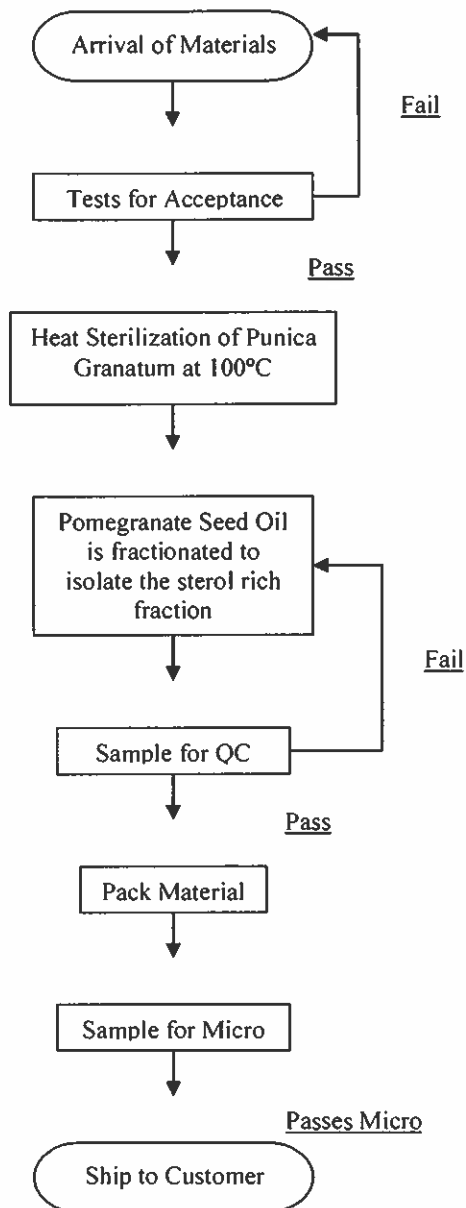 Arrival of Materials
Fail
Tests for Acceptance
Pass
Heat Sterilization of Punica
Granatum at 100ºC
Pomegranate Seed Oil
is fractionated to
isolate the sterol rich
fraction
Fail
Sample for QC
Pass
Pack Material
Sample for Micro
Passes Micro
Ship to Customer